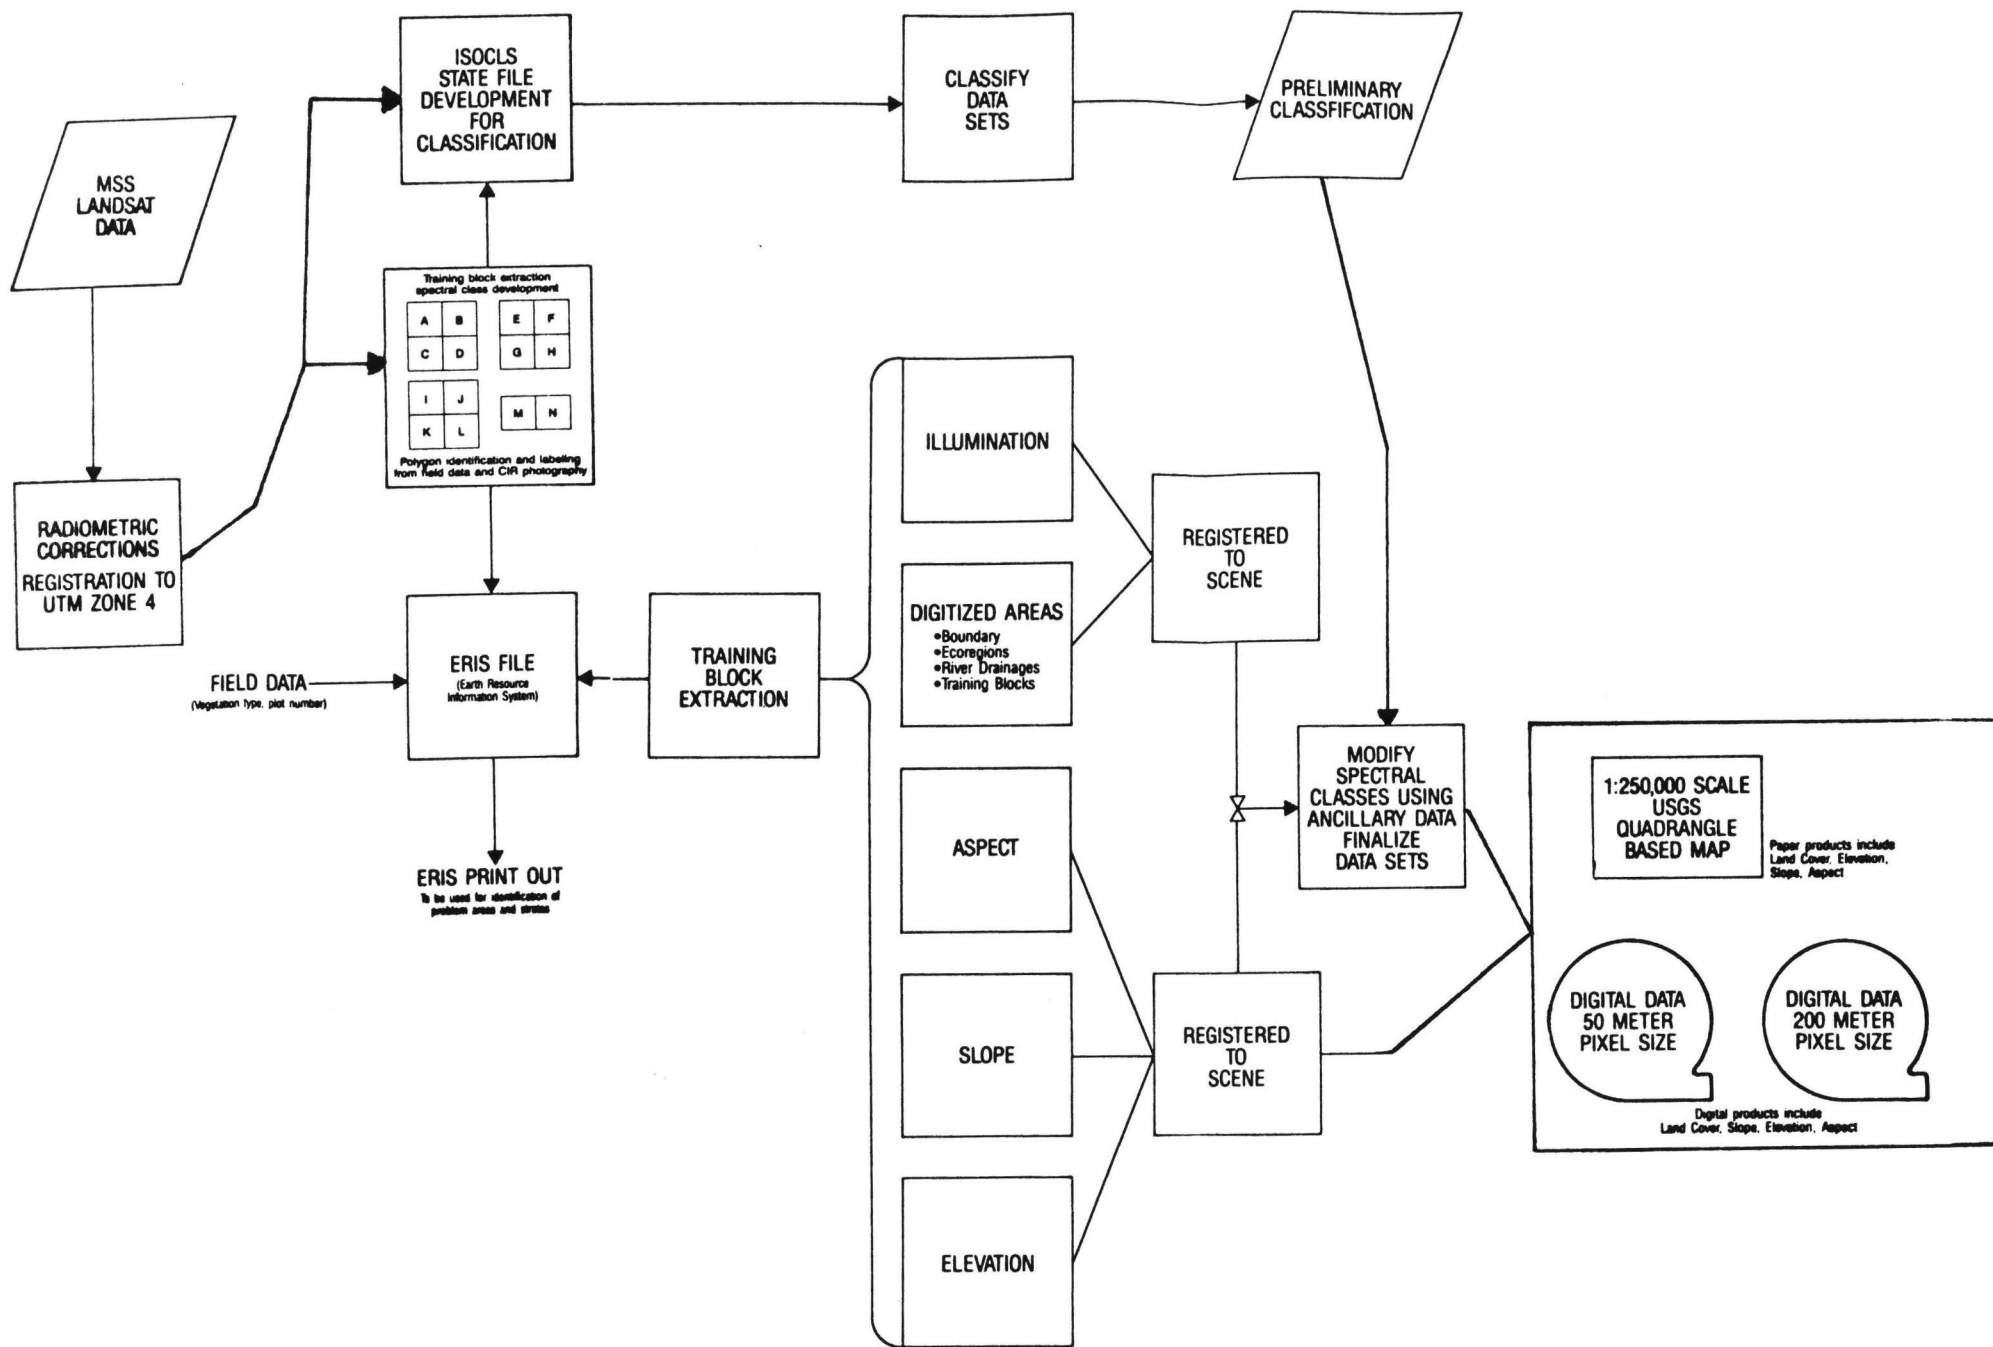 ISOCLS
STATE FILE
DEVELOPMENT
FOR
CLASSIFICATION
CLASSIFY
DATA
SETS
PRELIMINARY
CLASSFIFCATION
MSS
LANDSAT
DATA
Training block extraction
spectral class development
A B
C D
E F
G H
I J
K L
M N
Polygon identification and labeling
from field data and CIR photography
RADIOMETRIC
CORRECTIONS
REGISTRATION TO
UTM ZONE 4
FIELD DATA
(Vegetation type, plot number)
ERIS FILE
(Earth Resource
Information System)
TRAINING
BLOCK
EXTRACTION
ERIS PRINT OUT
To be used for identification of
problem areas and stratas
ILLUMINATION
DIGITIZED AREAS
•Boundary
•Ecoregions
•River Drainages
•Training Blocks
ASPECT
SLOPE
ELEVATION
REGISTERED
TO
SCENE
REGISTERED
TO
SCENE
MODIFY
SPECTRAL
CLASSES USING
ANCILLARY DATA
FINALIZE
DATA SETS
1:250,000 SCALE
USGS
QUADRANGLE
BASED MAP
Paper products include
Land Cover, Elevation,
Slope, Aspect
DIGITAL DATA
50 METER
PIXEL SIZE
DIGITAL DATA
200 METER
PIXEL SIZE
Digital products include
Land Cover, Slope, Elevation, Aspect